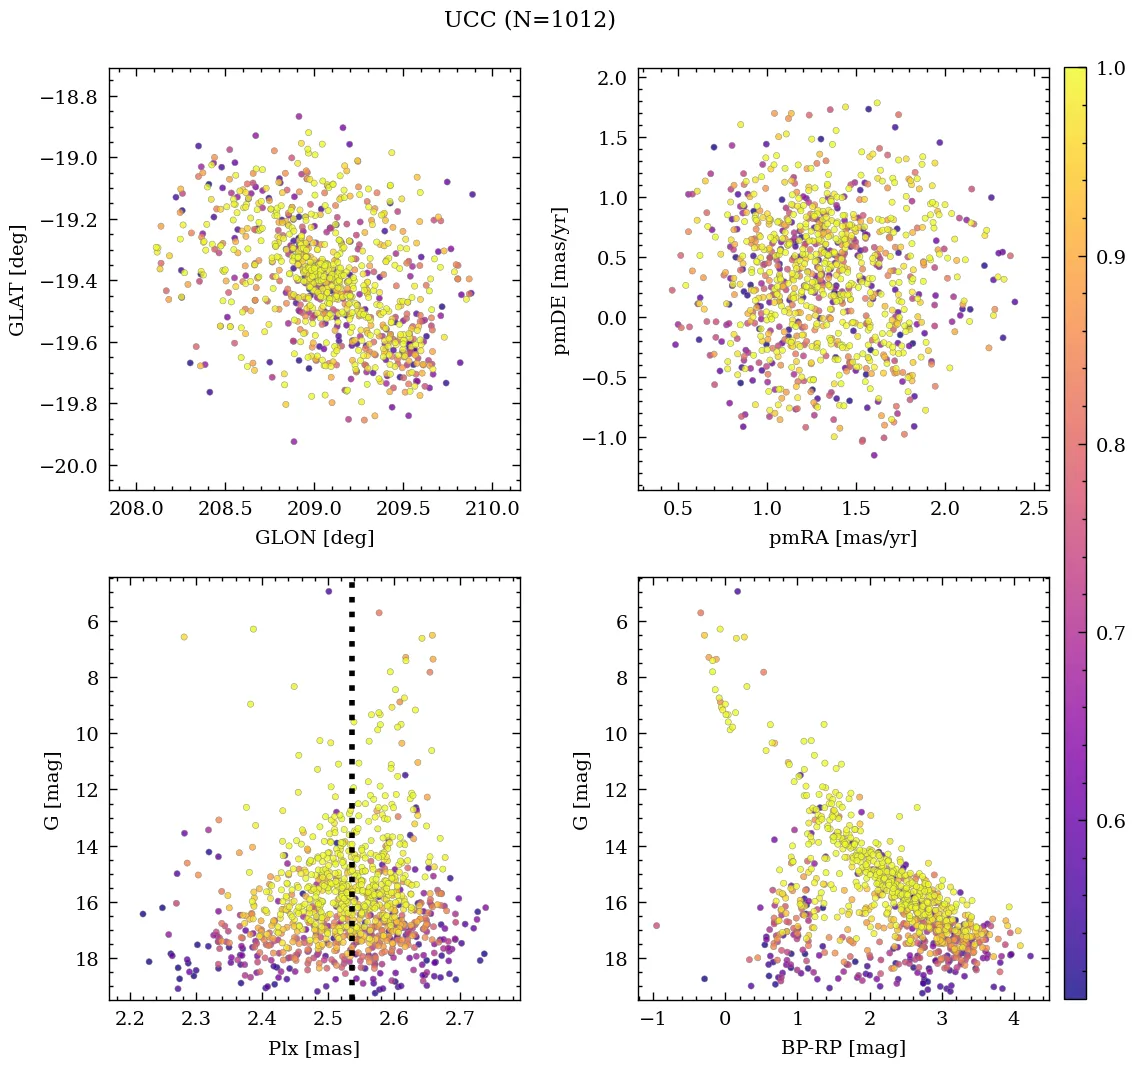 UCC (N=1012)
−18.8
−19.0
−19.2
−19.4
−19.6
−19.8
−20.0
GLAT [deg]
208.0 208.5 209.0 209.5 210.0
GLON [deg]
2.0
1.5
1.0
0.5
0.0
−0.5
−1.0
pmDE [mas/yr]
0.5 1.0 1.5 2.0 2.5
pmRA [mas/yr]
1.0
0.9
0.8
0.7
0.6
6
8
10
12
14
16
18
G [mag]
2.2 2.3 2.4 2.5 2.6 2.7
Plx [mas]
6
8
10
12
14
16
18
G [mag]
−1 0 1 2 3 4
BP-RP [mag]